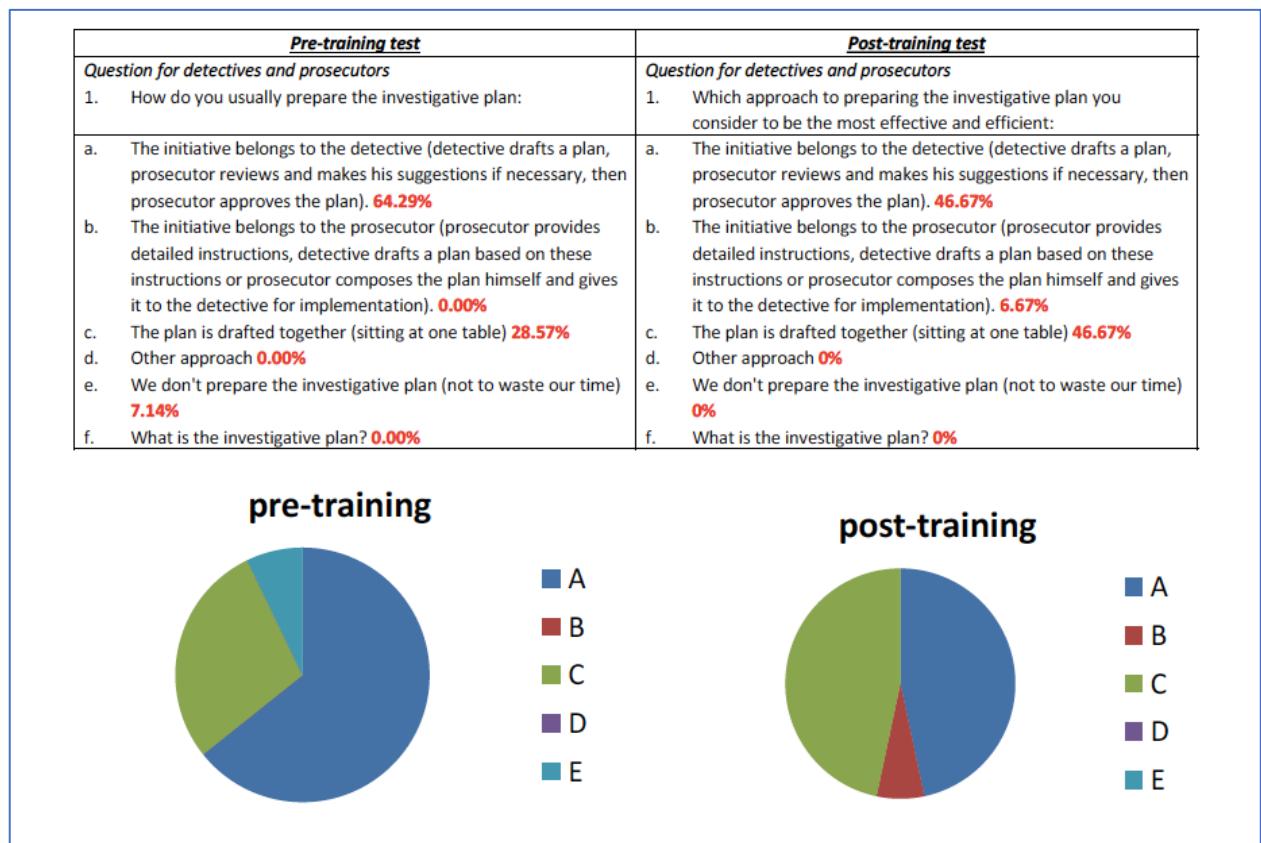 Pre-training test
Post-training test
Question for detectives and prosecutors
1. How do you usually prepare the investigative plan:
Question for detectives and prosecutors
1. Which approach to preparing the investigative plan you
consider to be the most effective and efficient:
a. The initiative belongs to the detective (detective drafts a plan,
prosecutor reviews and makes his suggestions if necessary, then
prosecutor approves the plan). 64.29%
b. The initiative belongs to the prosecutor (prosecutor provides
detailed instructions, detective drafts a plan based on these
instructions or prosecutor composes the plan himself and gives
it to the detective for implementation). 0.00%
c. The plan is drafted together (sitting at one table) 28.57%
d. Other approach 0.00%
e. We don't prepare the investigative plan (not to waste our time)
7.14%
f. What is the investigative plan? 0.00%
a. The initiative belongs to the detective (detective drafts a plan,
prosecutor reviews and makes his suggestions if necessary, then
prosecutor approves the plan). 46.67%
b. The initiative belongs to the prosecutor (prosecutor provides
detailed instructions, detective drafts a plan based on these
instructions or prosecutor composes the plan himself and gives
it to the detective for implementation). 6.67%
c. The plan is drafted together (sitting at one table) 46.67%
d. Other approach 0%
e. We don't prepare the investigative plan (not to waste our time)
0%
f. What is the investigative plan? 0%
pre-training
A
B
C
D
E
post-training
A
B
C
D
E